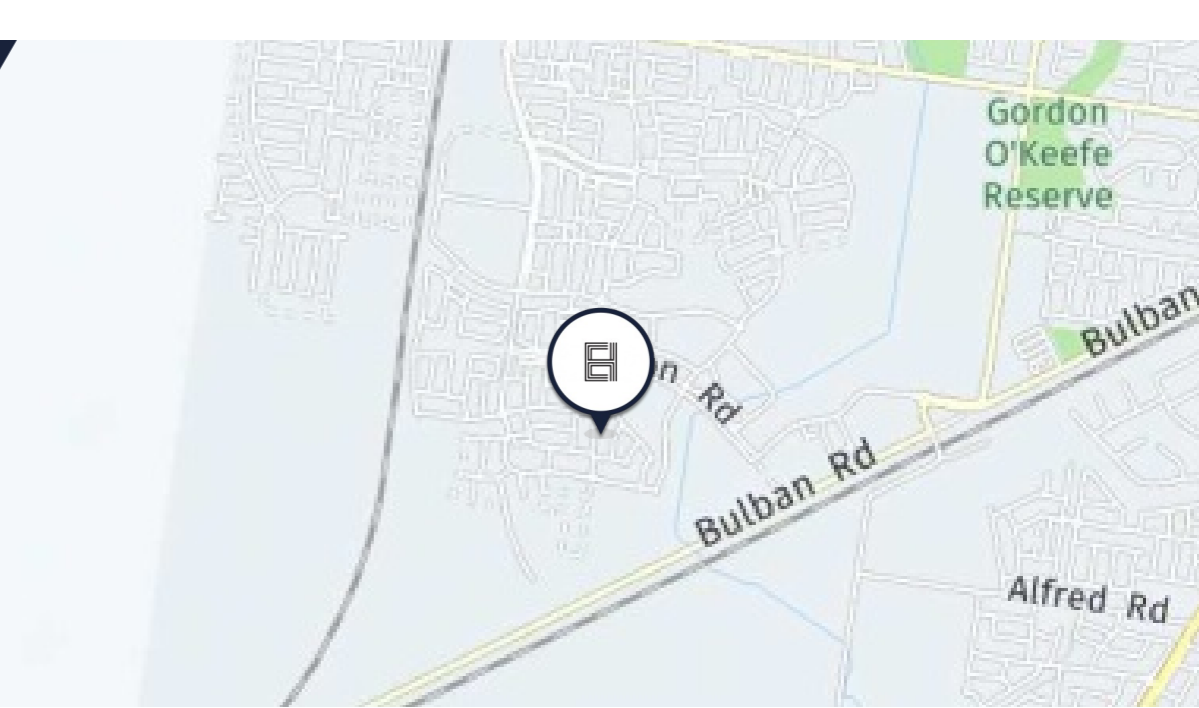 Gordon
O'Keefe
Reserve
Bulban
Rd
Bulban Rd
Alfred Rd